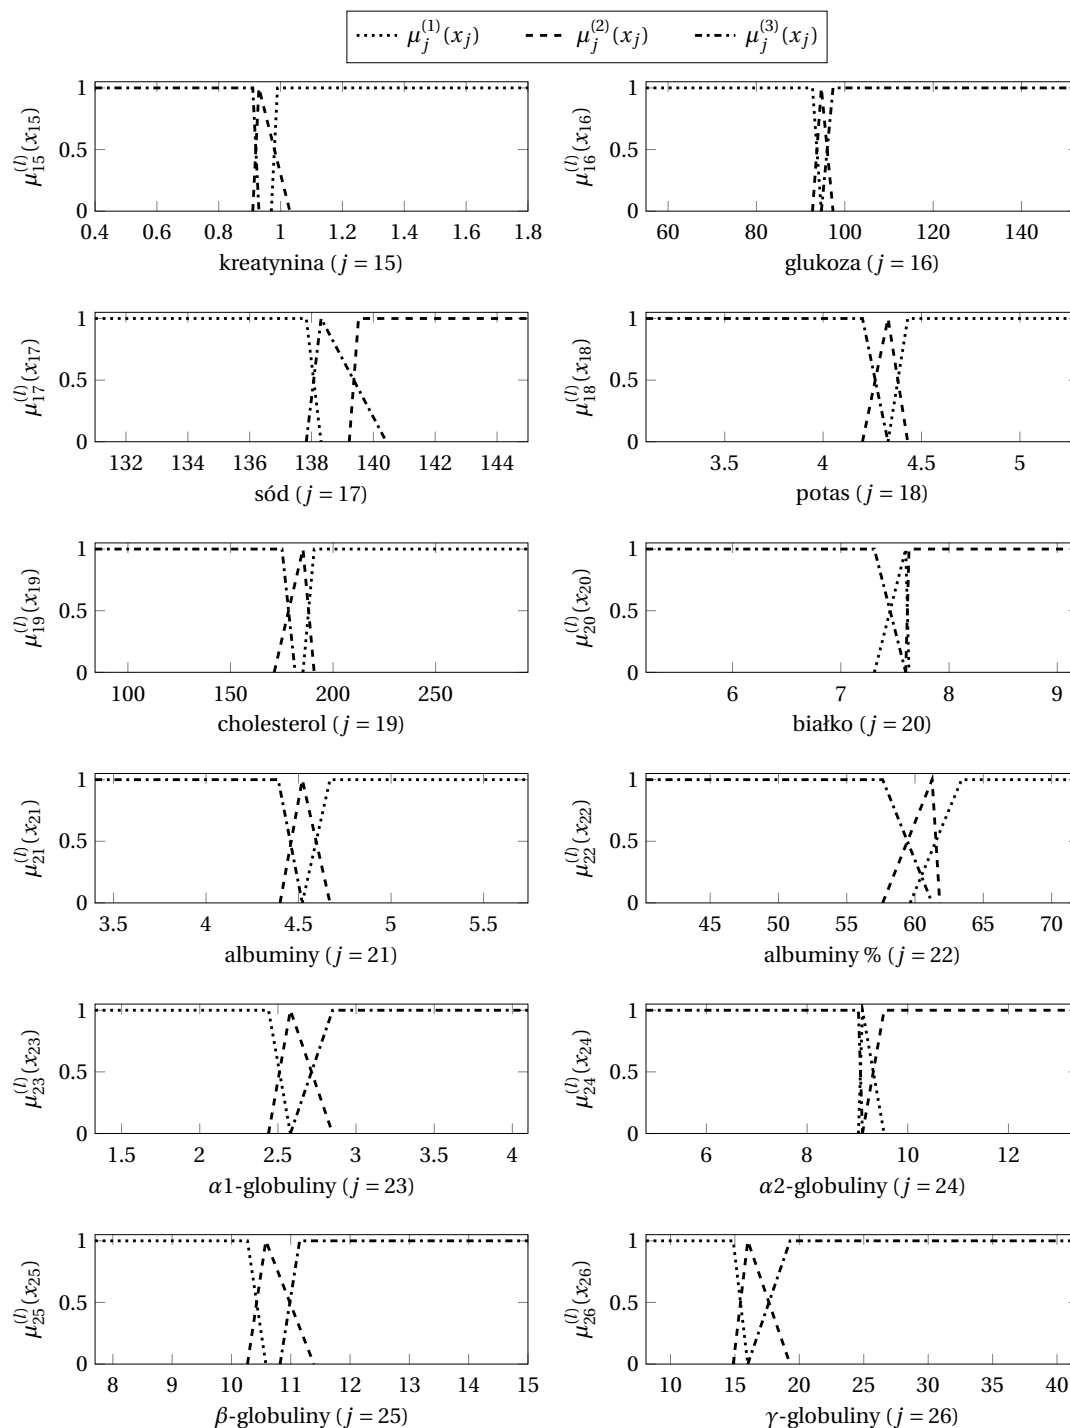 μ_j^(1)(x_j) μ_j^(2)(x_j) μ_j^(3)(x_j)
μ_15^(l)(x_15)
1
0.5
0
0.4 0.6 0.8 1 1.2 1.4 1.6 1.8
kreatynina (j = 15)
μ_16^(l)(x_16)
1
0.5
0
60 80 100 120 140
glukoza (j = 16)
μ_17^(l)(x_17)
1
0.5
0
132 134 136 138 140 142 144
sód (j = 17)
μ_18^(l)(x_18)
1
0.5
0
3.5 4 4.5 5
potas (j = 18)
μ_19^(l)(x_19)
1
0.5
0
100 150 200 250
cholesterol (j = 19)
μ_20^(l)(x_20)
1
0.5
0
6 7 8 9
białko (j = 20)
μ_21^(l)(x_21)
1
0.5
0
3.5 4 4.5 5 5.5
albuminy (j = 21)
μ_22^(l)(x_22)
1
0.5
0
45 50 55 60 65 70
albuminy % (j = 22)
μ_23^(l)(x_23)
1
0.5
0
1.5 2 2.5 3 3.5 4
α1-globuliny (j = 23)
μ_24^(l)(x_24)
1
0.5
0
6 8 10 12
α2-globuliny (j = 24)
μ_25^(l)(x_25)
1
0.5
0
8 9 10 11 12 13 14 15
β-globuliny (j = 25)
μ_26^(l)(x_26)
1
0.5
0
10 15 20 25 30 35 40
γ-globuliny (j = 26)